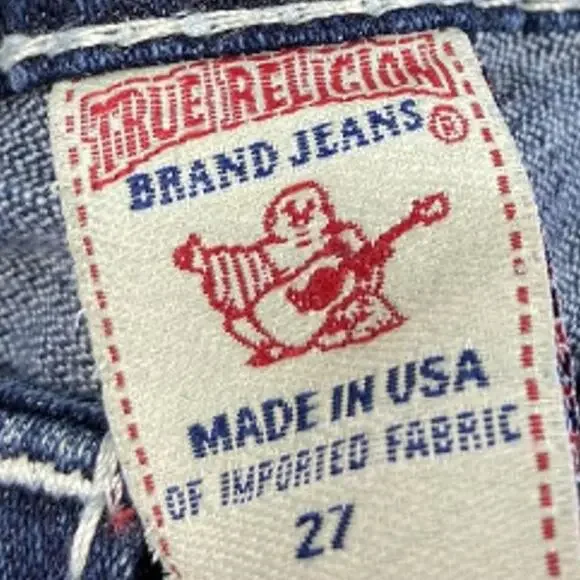 TRUE RELIGION
BRAND JEANS®
MADE IN USA
OF IMPORTED FABRIC
27